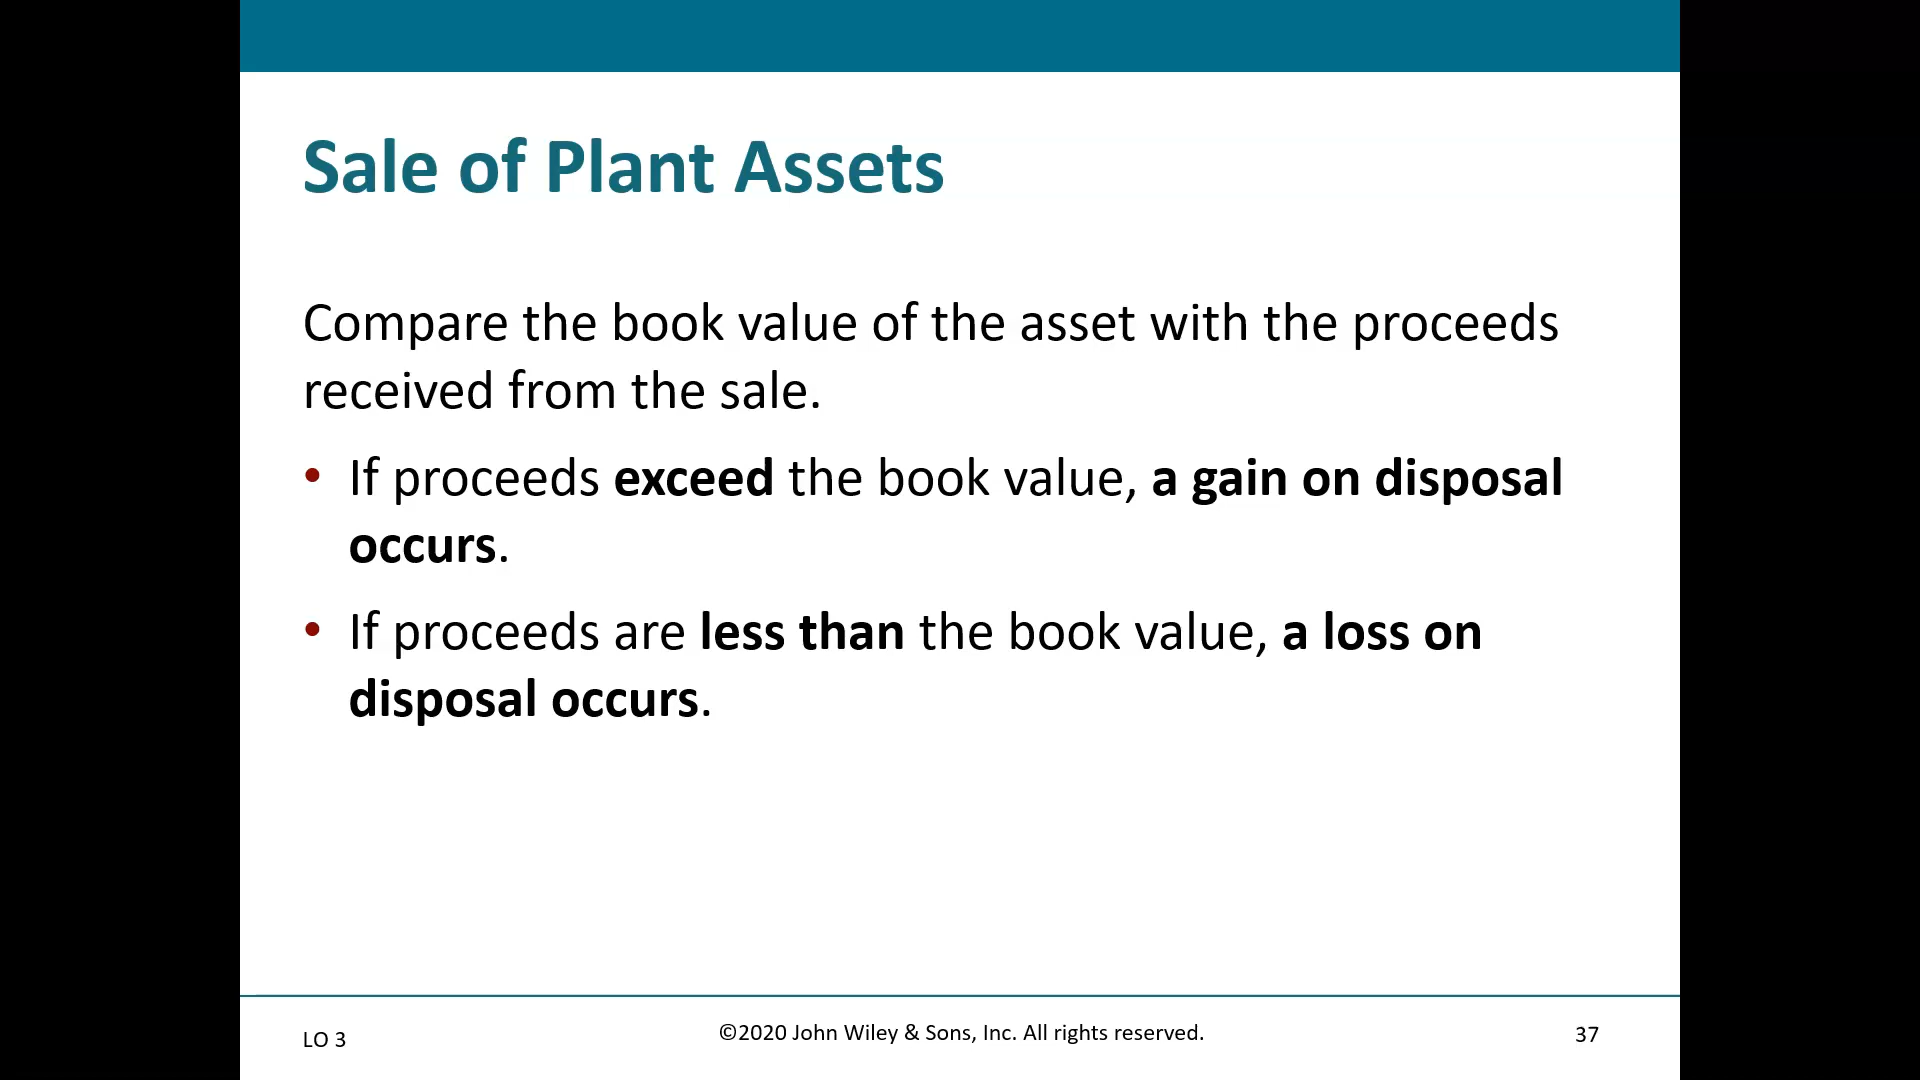 Sale of Plant Assets
Compare the book value of the asset with the proceeds
received from the sale.
• If proceeds exceed the book value, a gain on disposal
occurs.
• If proceeds are less than the book value, a loss on
disposal occurs.
LO 3
©2020 John Wiley & Sons, Inc. All rights reserved.
37